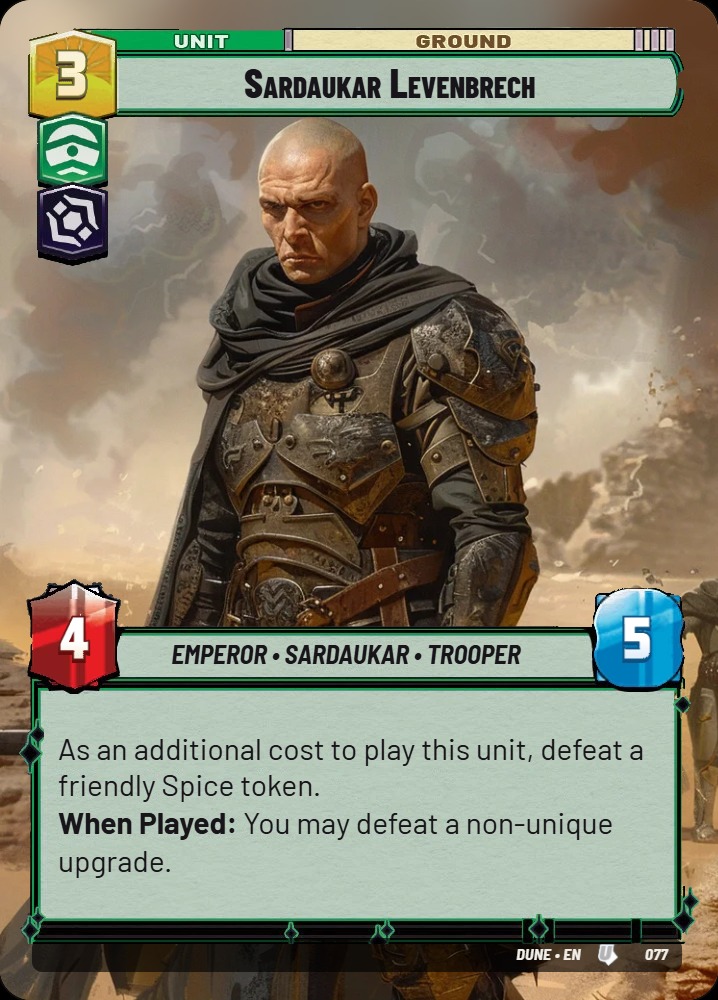 UNIT
GROUND
3
Sardaukar Levenbrech
4
EMPEROR • SARDAUKAR • TROOPER
5
As an additional cost to play this unit, defeat a
friendly Spice token.
When Played: You may defeat a non-unique
upgrade.
DUNE • EN U 077